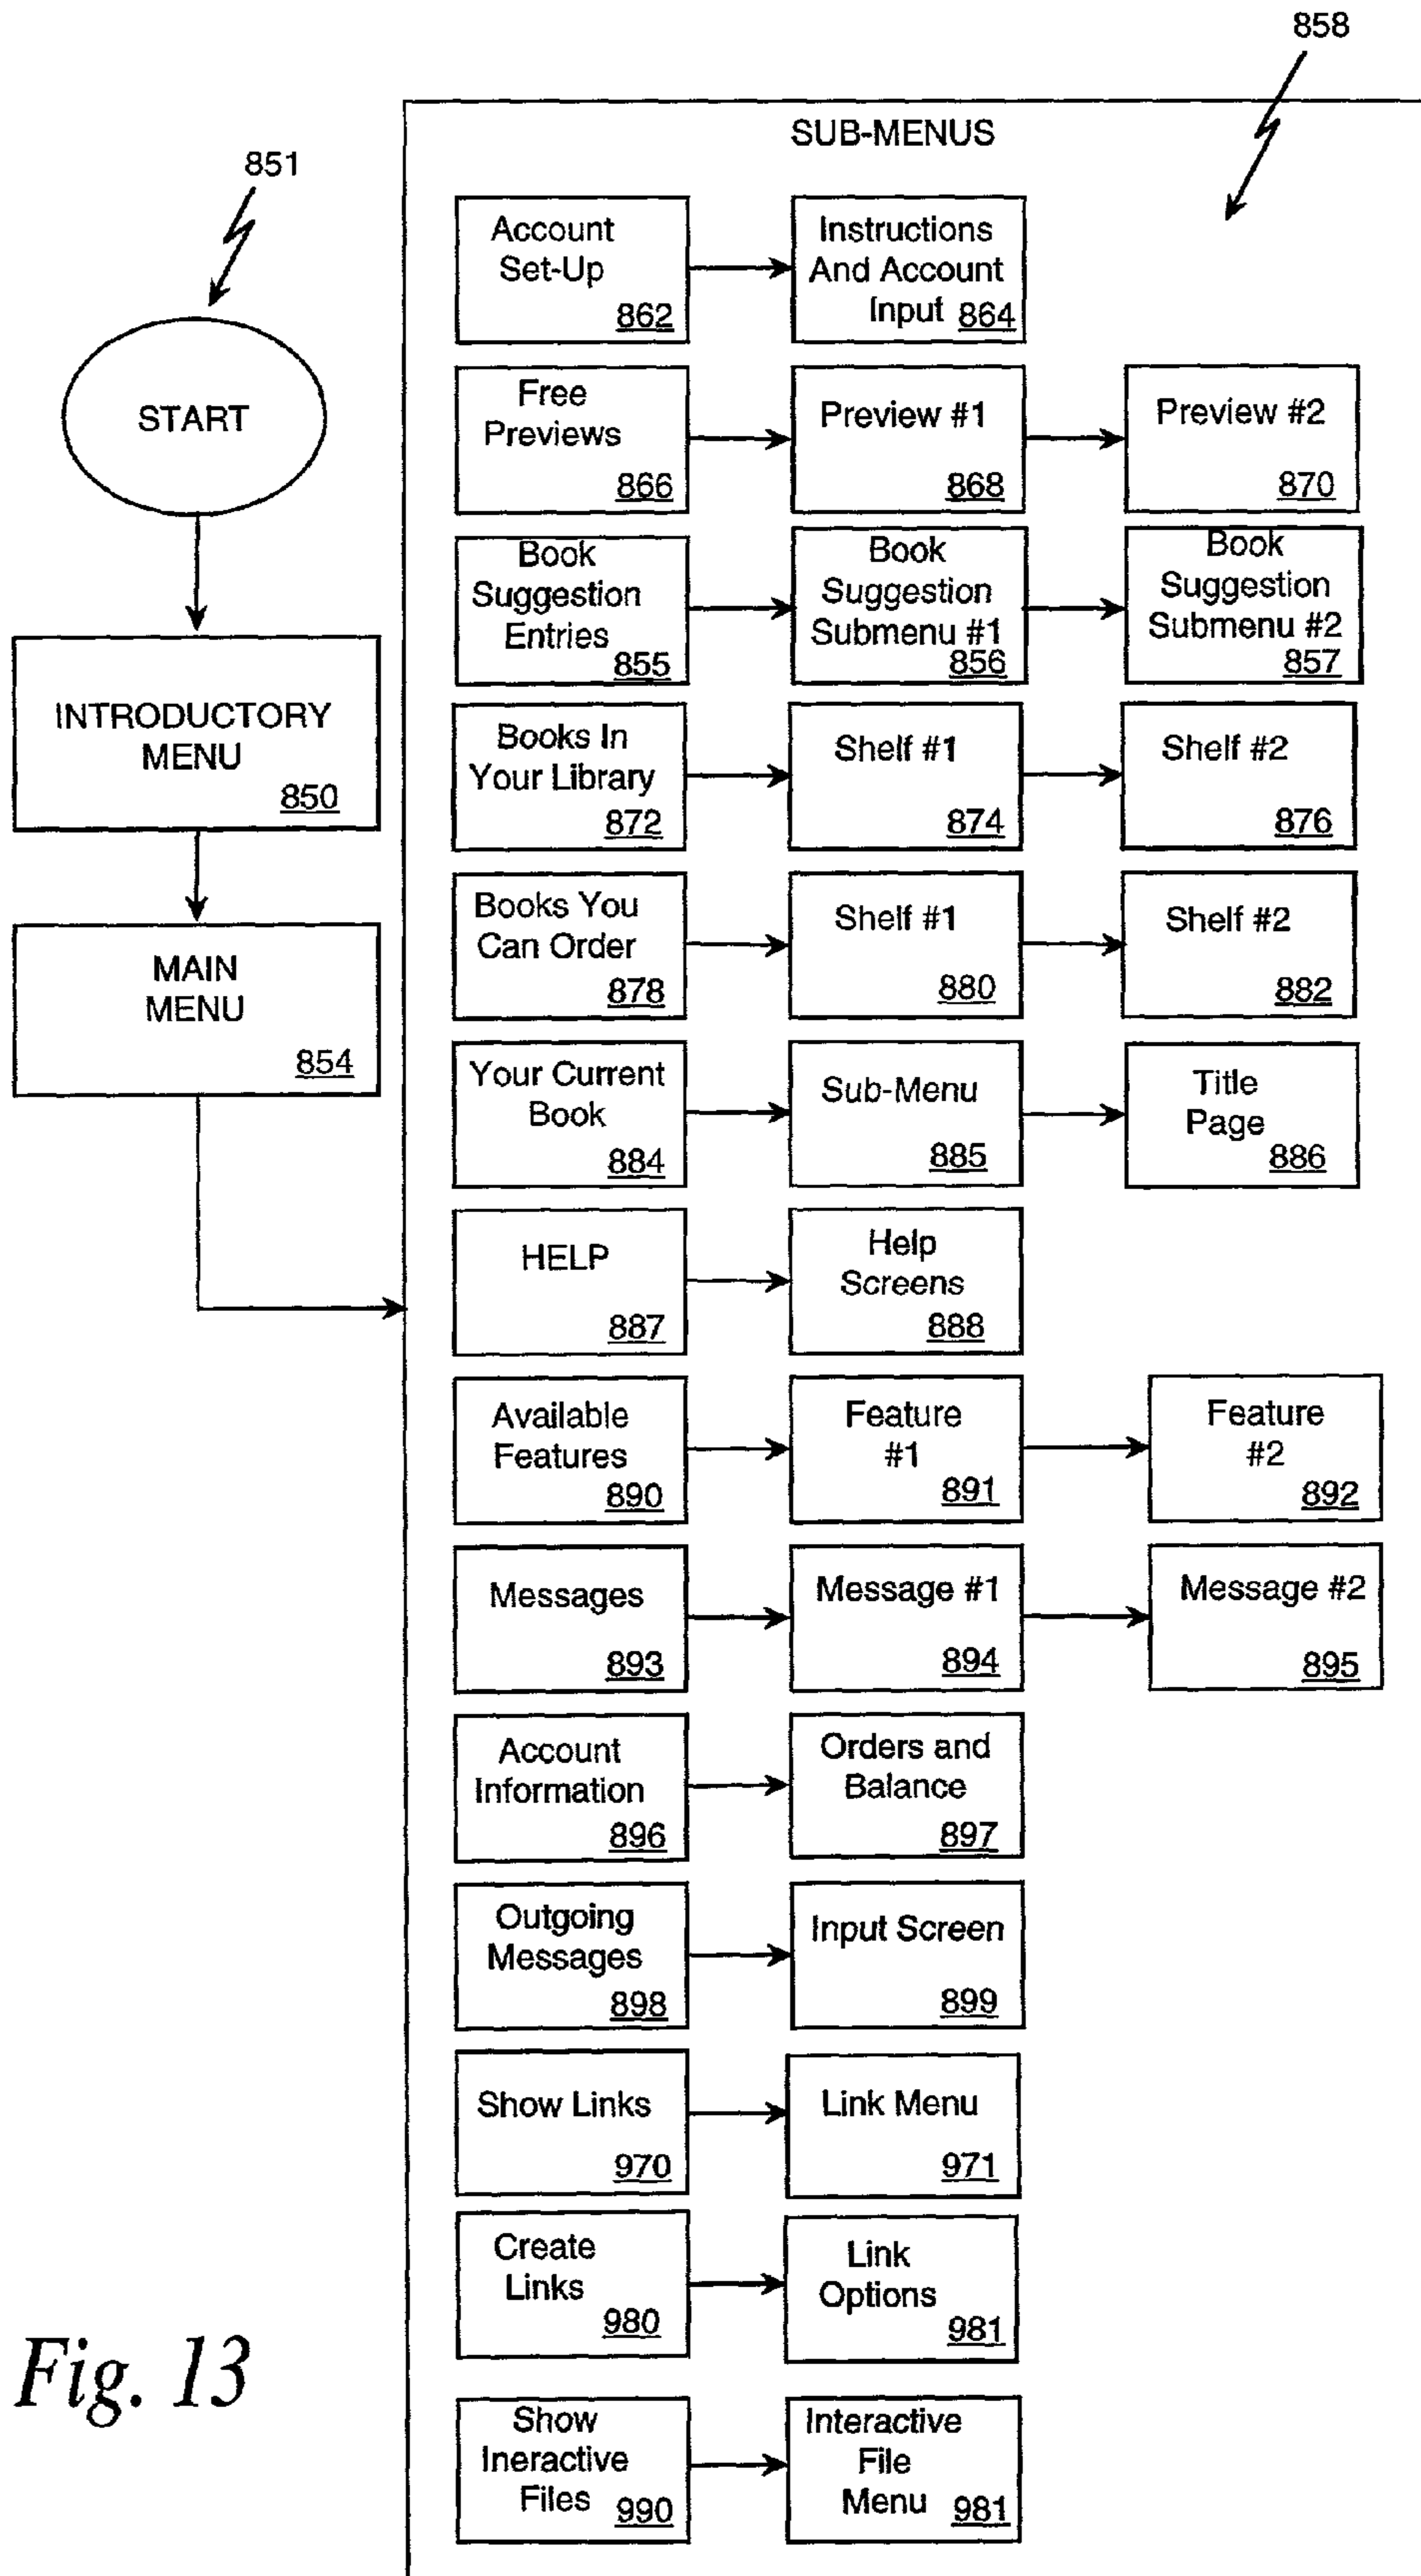 858
SUB-MENUS
851
START
INTRODUCTORY
MENU
850
MAIN
MENU
854
Account
Set-Up
862
Instructions
And Account
Input 864
Free
Previews
866
Preview #1
868
Preview #2
870
Book
Suggestion
Entries
855
Book
Suggestion
Submenu #1
856
Book
Suggestion
Submenu #2
857
Books In
Your Library
872
Shelf #1
874
Shelf #2
876
Books You
Can Order
878
Shelf #1
880
Shelf #2
882
Your Current
Book
884
Sub-Menu
885
Title
Page
886
HELP
887
Help
Screens
888
Available
Features
890
Feature
#1
891
Feature
#2
892
Messages
893
Message #1
894
Message #2
895
Account
Information
896
Orders and
Balance
897
Outgoing
Messages
898
Input Screen
899
Show Links
970
Link Menu
971
Create
Links
980
Link
Options
981
Show
Ineractive
Files 990
Interactive
File
Menu 981
Fig. 13